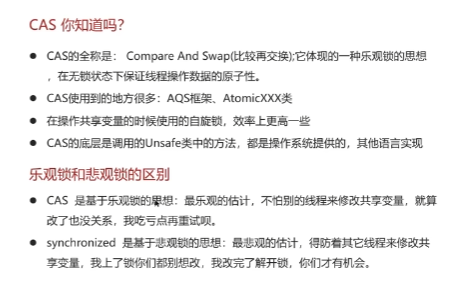 CAS 你知道吗？
● CAS的全称是： Compare And Swap(比较再交换);它体现的一种乐观锁的思想
，在无锁状态下保证线程操作数据的原子性。
● CAS使用到的地方很多：AQS框架、AtomicXXX类
● 在操作共享变量的时候使用的自旋锁，效率上更高一些
● CAS的底层是调用的Unsafe类中的方法，都是操作系统提供的，其他语言实现
乐观锁和悲观锁的区别
● CAS 是基于乐观锁的思想：最乐观的估计，不怕别的线程来修改共享变量，就算
改了也没关系，我吃亏点再重试呗。
● synchronized 是基于悲观锁的思想：最悲观的估计，得防着其它线程来修改共
享变量，我上了锁你们都别想改，我改完了解开锁，你们才有机会。